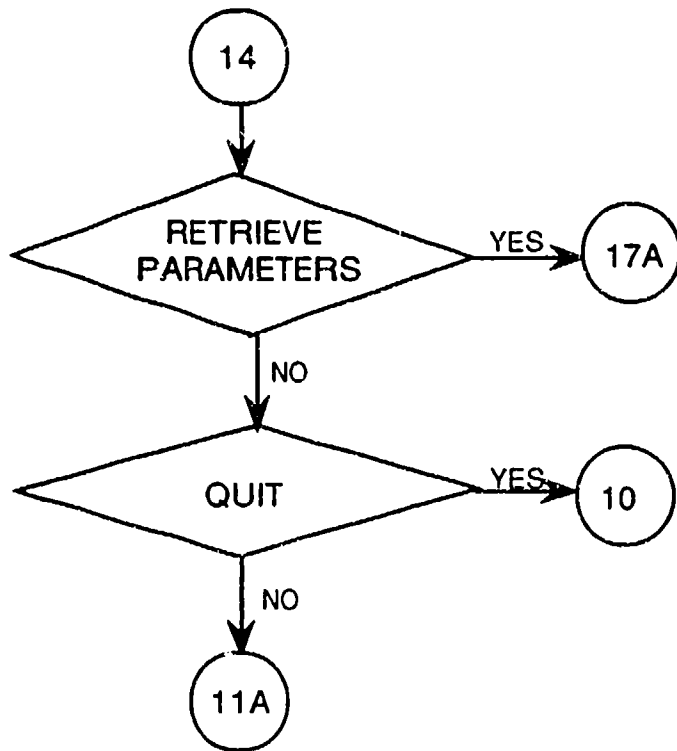 14
RETRIEVE
PARAMETERS
YES
17A
NO
QUIT
YES
10
NO
11A